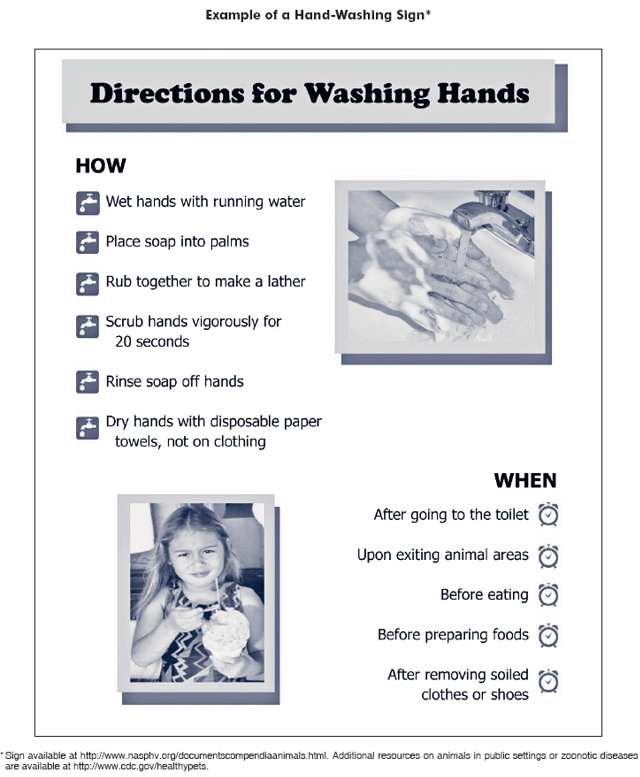 Example of a Hand-Washing Sign*
Directions for Washing Hands
HOW
Wet hands with running water
Place soap into palms
Rub together to make a lather
Scrub hands vigorously for
20 seconds
Rinse soap off hands
Dry hands with disposable paper
towels, not on clothing
WHEN
After going to the toilet
Upon exiting animal areas
Before eating
Before preparing foods
After removing soiled
clothes or shoes
*Sign available at http://www.nasphv.org/documentscompendiaanimals.html. Additional resources on animals in public settings or zoonotic diseases
are available at http://www.cdc.gov/healthypets.